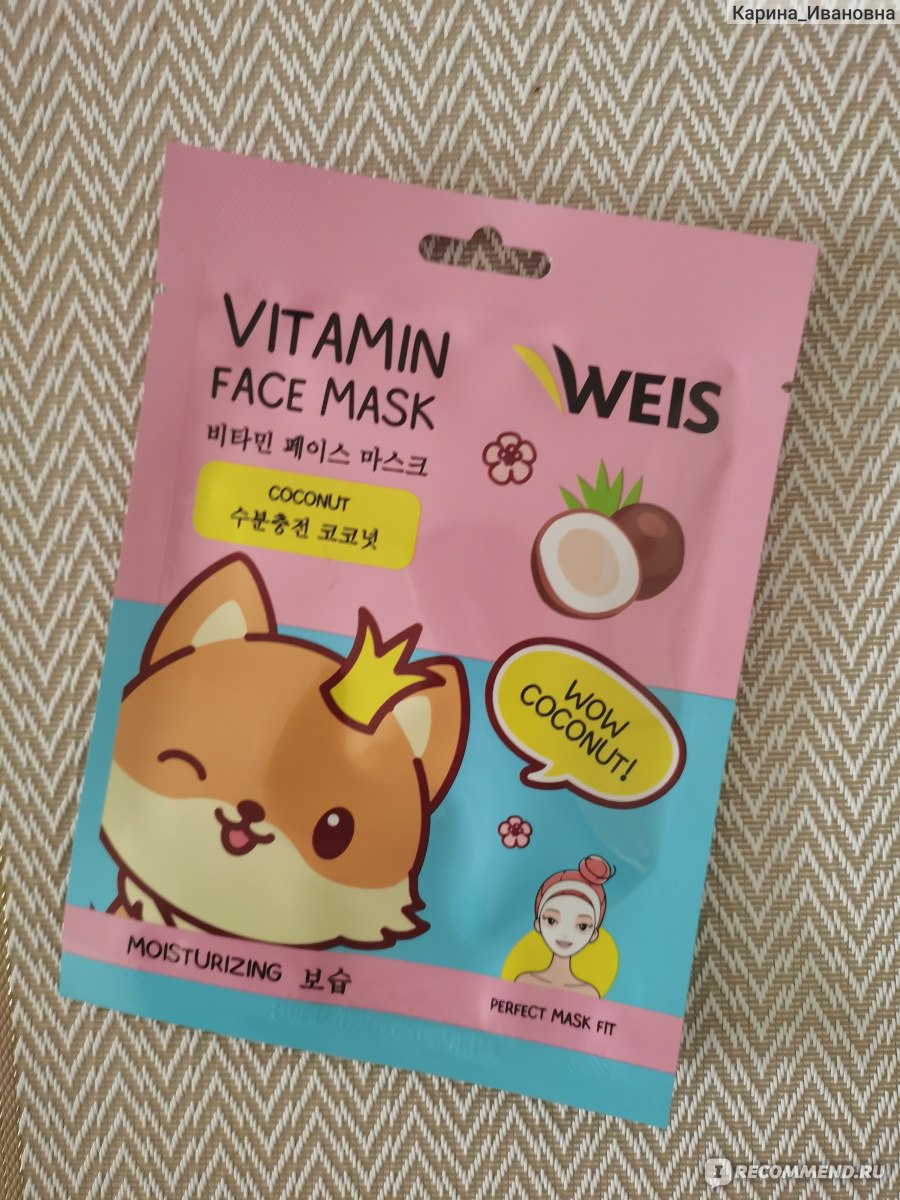 Карина_Ивановна
VITAMIN
FACE MASK
비타민 페이스 마스크
WEIS
COCONUT
수분충전 코코넛
WOW
COCONUT!
MOISTURIZING 보습
PERFECT MASK FIT
IRECOMMEND.RU